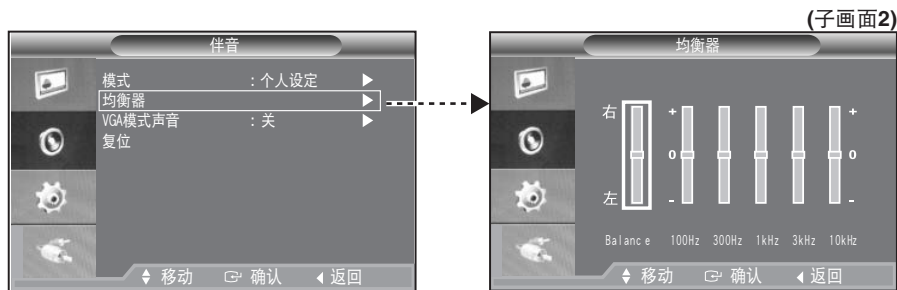 (子画面2)
伴音
模式 : 个人设定 ▶
均衡器 ▶
VGA模式声音 : 关 ▶
复位
移动 确认 返回
均衡器
右 + +
0 0
左 - -
Balance 100Hz 300Hz 1kHz 3kHz 10kHz
移动 确认 返回